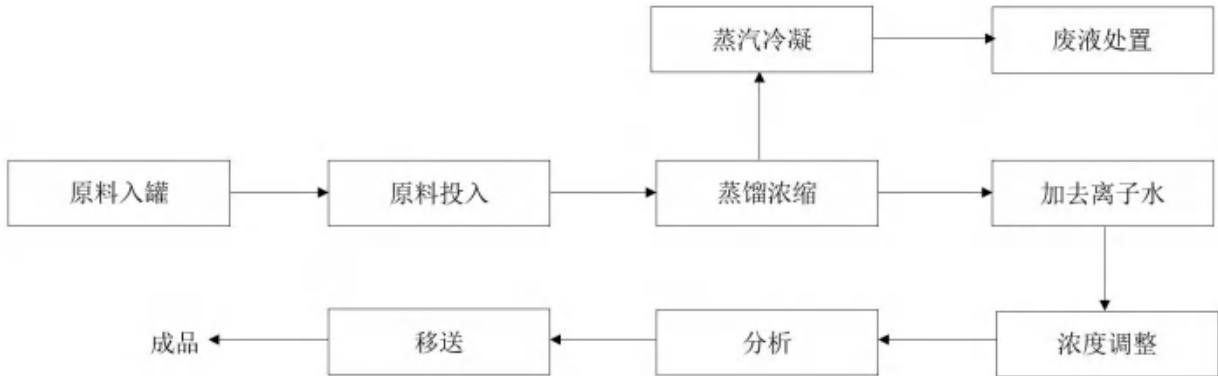 蒸汽冷凝
废液处置
原料入罐
原料投入
蒸馏浓缩
加去离子水
成品
移送
分析
浓度调整